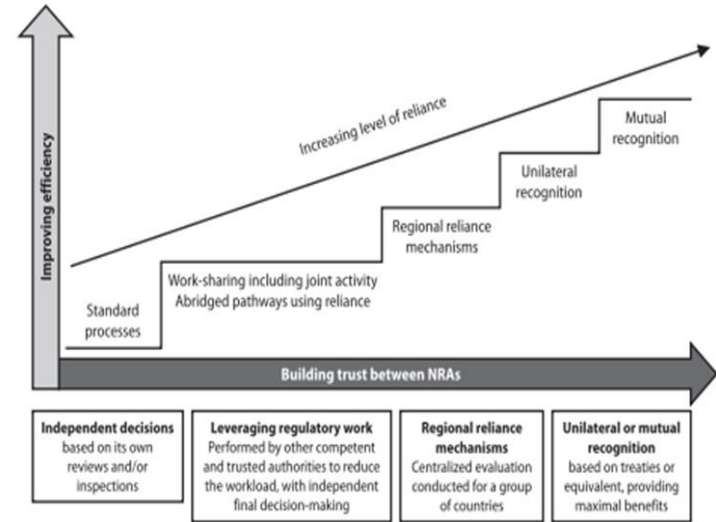 Improving efficiency
Increasing level of reliance
Mutual
recognition
Unilateral
recognition
Regional reliance
mechanisms
Work-sharing including joint activity
Abridged pathways using reliance
Standard
processes
Building trust between NRAs
Independent decisions
based on its own
reviews and/or
inspections
Leveraging regulatory work
Performed by other competent
and trusted authorities to reduce
the workload, with independent
final decision-making
Regional reliance
mechanisms
Centralized evaluation
conducted for a group
of countries
Unilateral or mutual
recognition
based on treaties or
equivalent, providing
maximal benefits